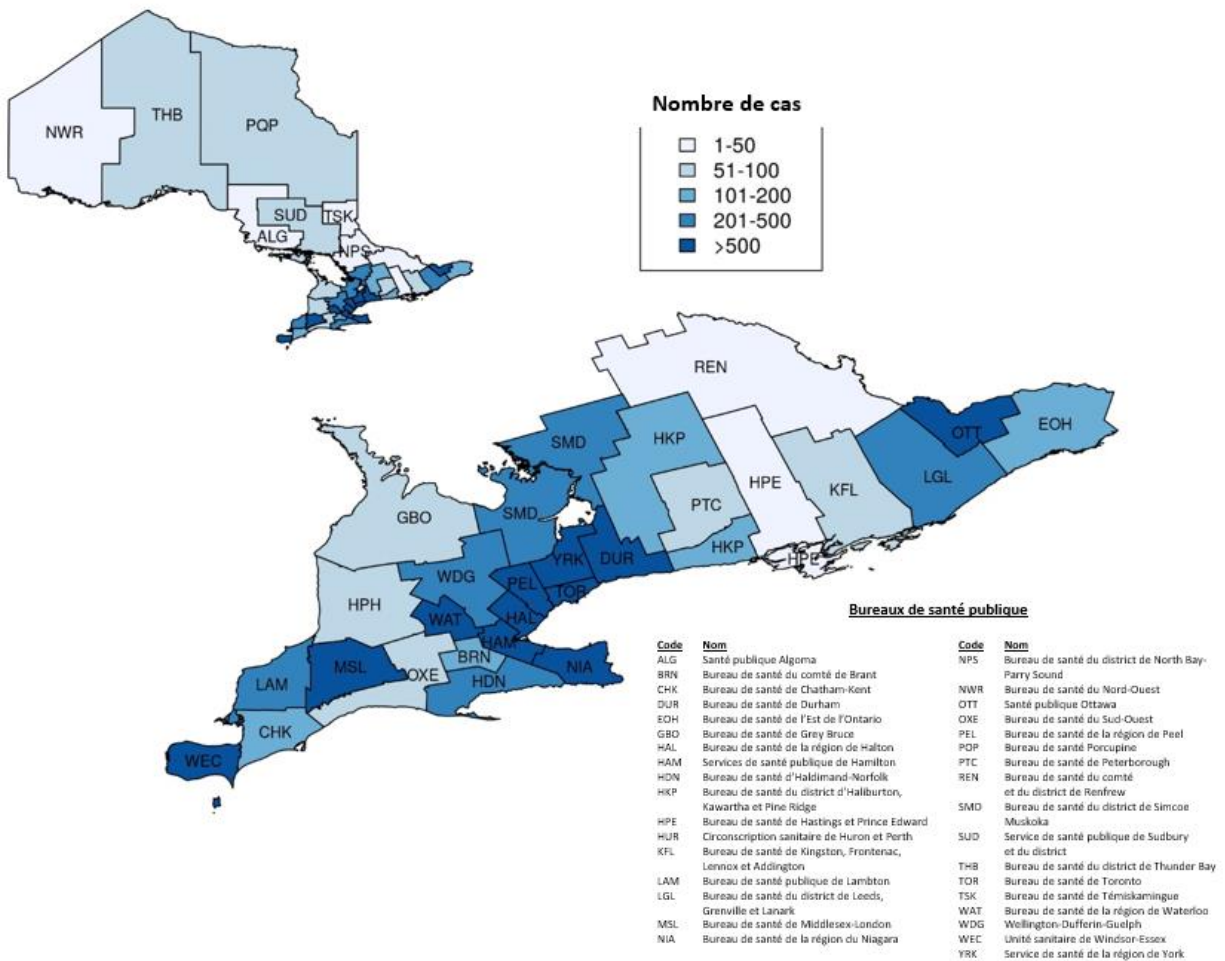 NWR
THB
PQP
SUD
TSK
ALG
NPS
Nombre de cas
1-50
51-100
101-200
201-500
>500
REN
SMD
HKP
OTT
EOH
HPE
KFL
LGL
PTC
GBO
SMD
HKP
HPE
YRK
DUR
WDG
PEL
TOR
HPH
WAT
HAL
HAM
MSL
OXE
BRN
NIA
LAM
HDN
CHK
WEC
Bureaux de santé publique
Code Nom
ALG Santé publique Algoma
BRN Bureau de santé du comté de Brant
CHK Bureau de santé de Chatham-Kent
DUR Bureau de santé de Durham
EOH Bureau de santé de l'Est de l'Ontario
GBO Bureau de santé de Grey Bruce
HAL Bureau de santé de la région de Halton
HAM Services de santé publique de Hamilton
HDN Bureau de santé d'Haldimand-Norfolk
HKP Bureau de santé du district d'Haliburton,
Kawartha et Pine Ridge
HPE Bureau de santé de Hastings et Prince Edward
HUR Circonscription sanitaire de Huron et Perth
KFL Bureau de santé de Kingston, Frontenac,
Lennox et Addington
LAM Bureau de santé publique de Lambton
LGL Bureau de santé du district de Leeds,
Grenville et Lanark
MSL Bureau de santé de Middlesex-London
NIA Bureau de santé de la région du Niagara
Code Nom
NPS Bureau de santé du district de North Bay-
Parry Sound
NWR Bureau de santé du Nord-Ouest
OTT Santé publique Ottawa
OXE Bureau de santé du Sud-Ouest
PEL Bureau de santé de la région de Peel
PQP Bureau de santé Porcupine
PTC Bureau de santé de Peterborough
REN Bureau de santé du comté
et du district de Renfrew
SMD Bureau de santé du district de Simcoe
Muskoka
SUD Service de santé publique de Sudbury
et du district
THB Bureau de santé du district de Thunder Bay
TOR Bureau de santé de Toronto
TSK Bureau de santé de Témiskamingue
WAT Bureau de santé de la région de Waterloo
WDG Wellington-Dufferin-Guelph
WEC Unité sanitaire de Windsor-Essex
YRK Service de santé de la région de York